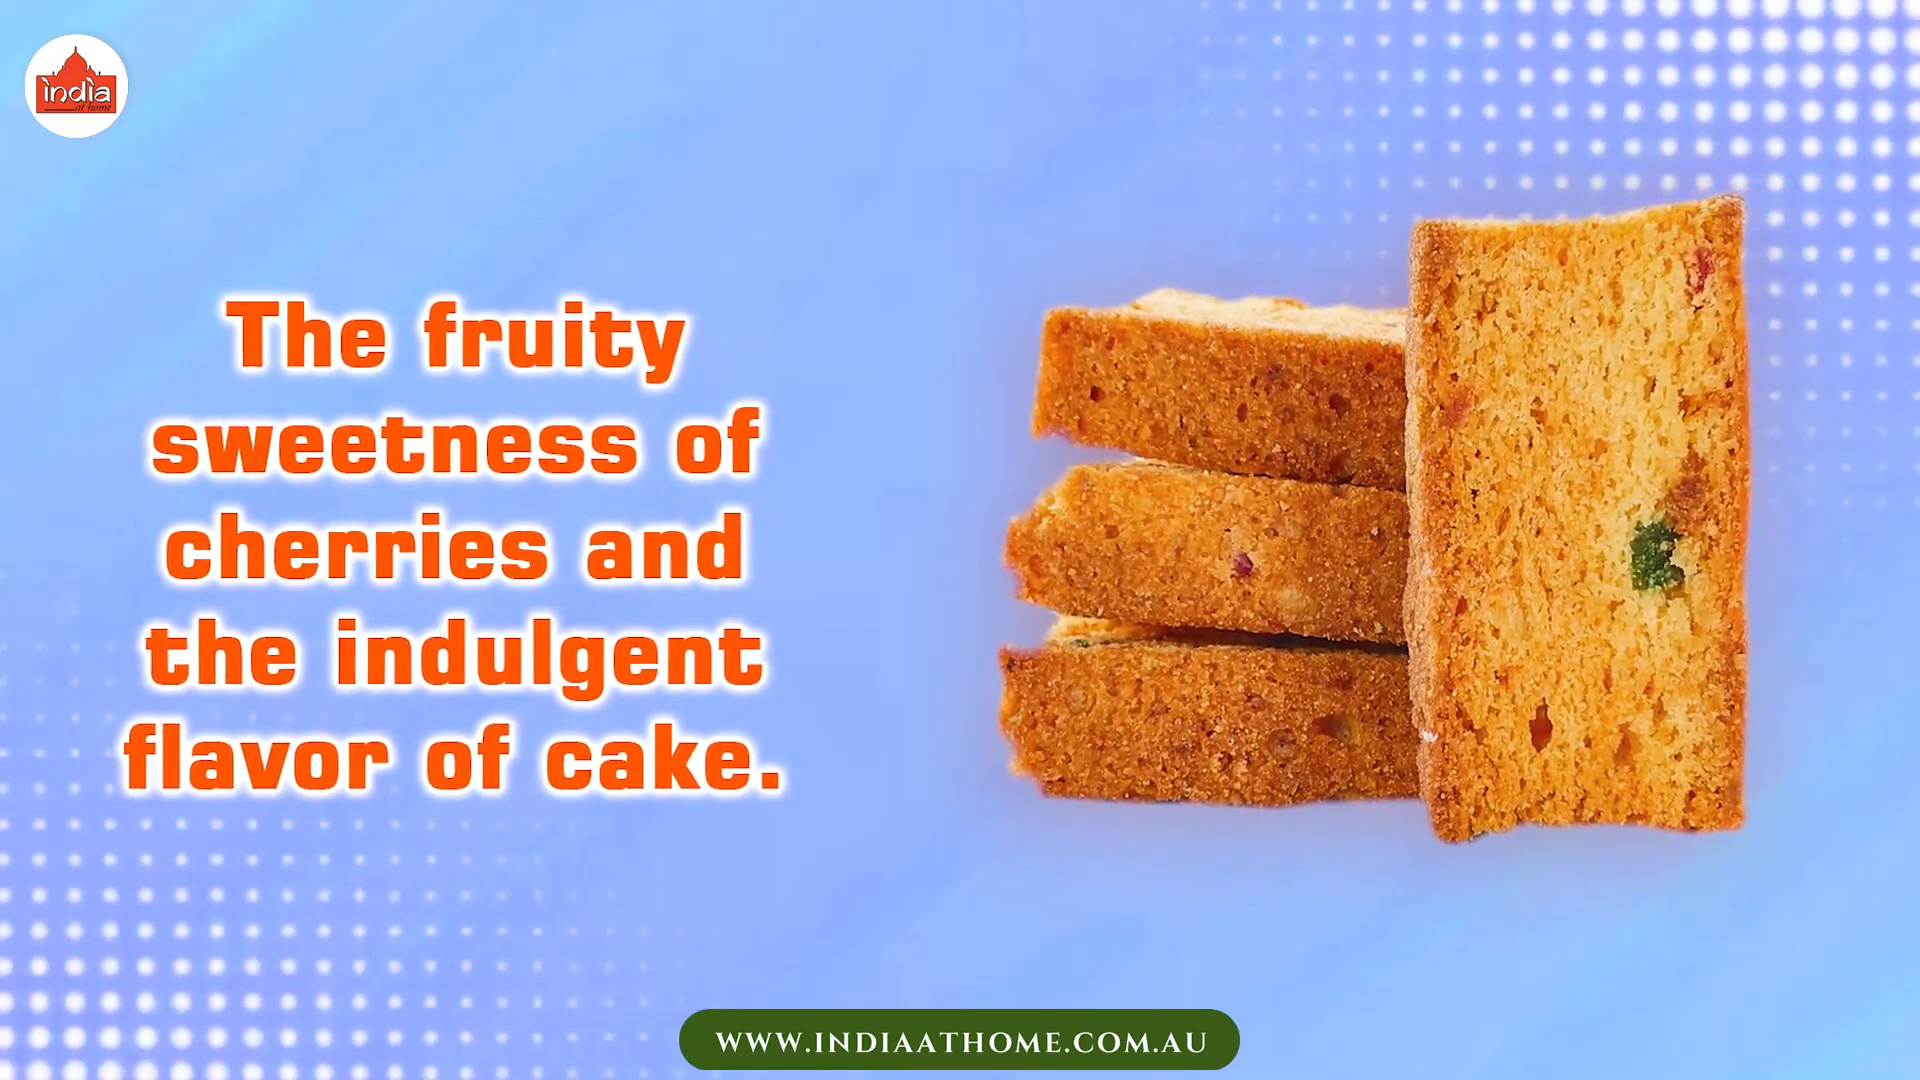 india
at home
The fruity
sweetness of
cherries and
the indulgent
flavor of cake.
WWW.INDIAATHOME.COM.AU